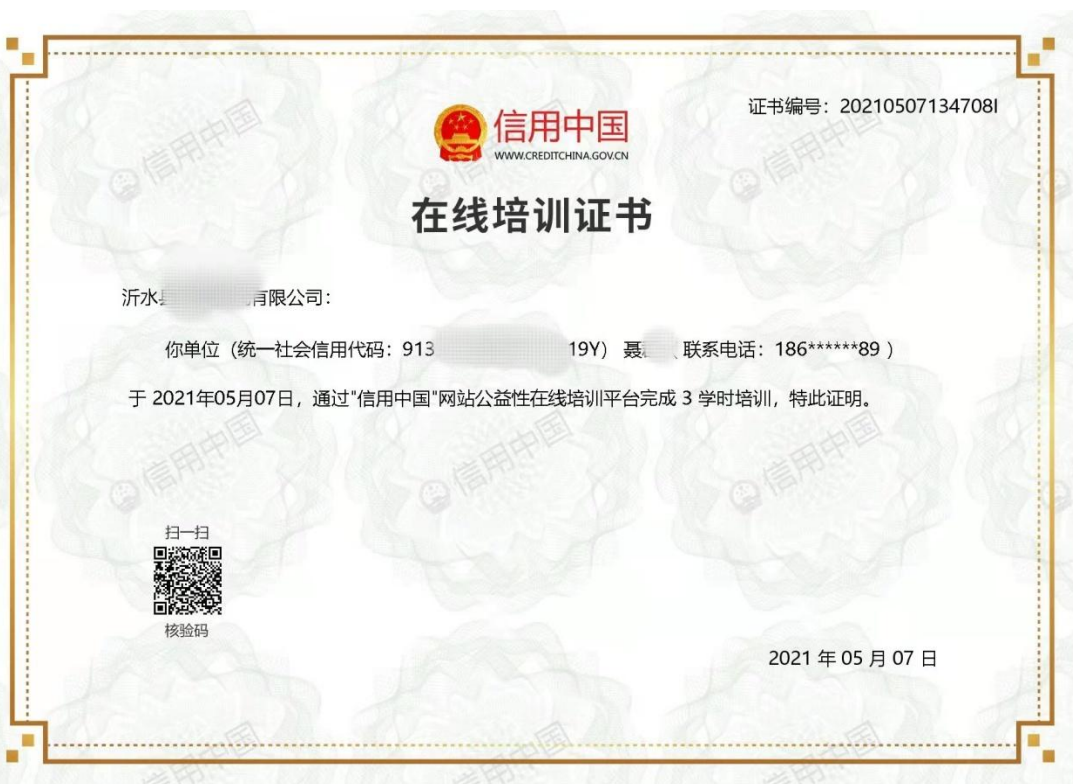 证书编号：20210507134708I
信用中国
WWW.CREDITCHINA.GOV.CN
在线培训证书
沂水县 有限公司：
你单位（统一社会信用代码：913 19Y）聂 （联系电话：186******89 ）
于 2021年05月07日，通过"信用中国"网站公益性在线培训平台完成 3 学时培训，特此证明。
扫一扫
核验码
2021 年 05 月 07 日